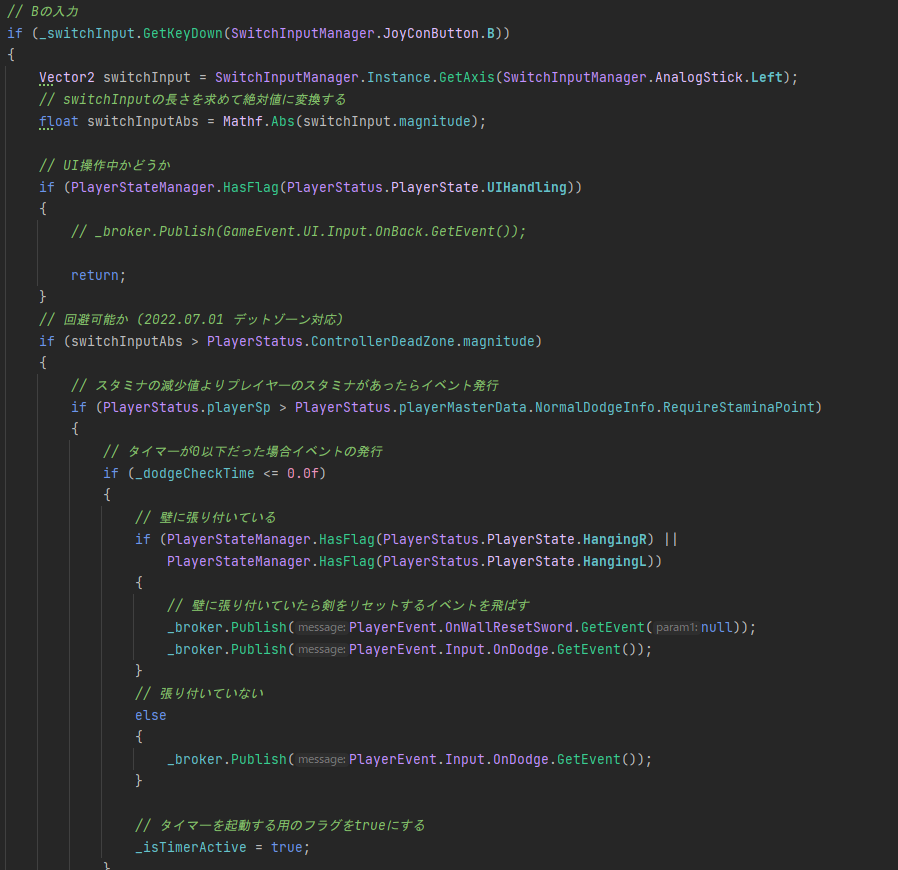 // Bの入力
if (_switchInput.GetKeyDown(SwitchInputManager.JoyConButton.B))
{
Vector2 switchInput = SwitchInputManager.Instance.GetAxis(SwitchInputManager.AnalogStick.Left);
// switchInputの長さを求めて絶対値に変換する
float switchInputAbs = Mathf.Abs(switchInput.magnitude);
// UI操作中かどうか
if (PlayerStateManager.HasFlag(PlayerStatus.PlayerState.UIHandling))
{
// _broker.Publish(GameEvent.UI.Input.OnBack.GetEvent());
return;
}
// 回避可能か (2022.07.01 デットゾーン対応)
if (switchInputAbs > PlayerStatus.ControllerDeadZone.magnitude)
{
// スタミナの減少値よりプレイヤーのスタミナがあったらイベント発行
if (PlayerStatus.playerSp > PlayerStatus.playerMasterData.NormalDodgeInfo.RequireStaminaPoint)
{
// タイマーが0以下だった場合イベントの発行
if (_dodgeCheckTime <= 0.0f)
{
// 壁に張り付いている
if (PlayerStateManager.HasFlag(PlayerStatus.PlayerState.HangingR) ||
PlayerStateManager.HasFlag(PlayerStatus.PlayerState.HangingL))
{
// 壁に張り付いていたら剣をリセットするイベントを飛ばす
_broker.Publish(message:PlayerEvent.OnWallResetSword.GetEvent(param1:null));
_broker.Publish(message:PlayerEvent.Input.OnDodge.GetEvent());
}
// 張り付いていない
else
{
_broker.Publish(message:PlayerEvent.Input.OnDodge.GetEvent());
}
// タイマーを起動する用のフラグをtrueにする
_isTimerActive = true;
}